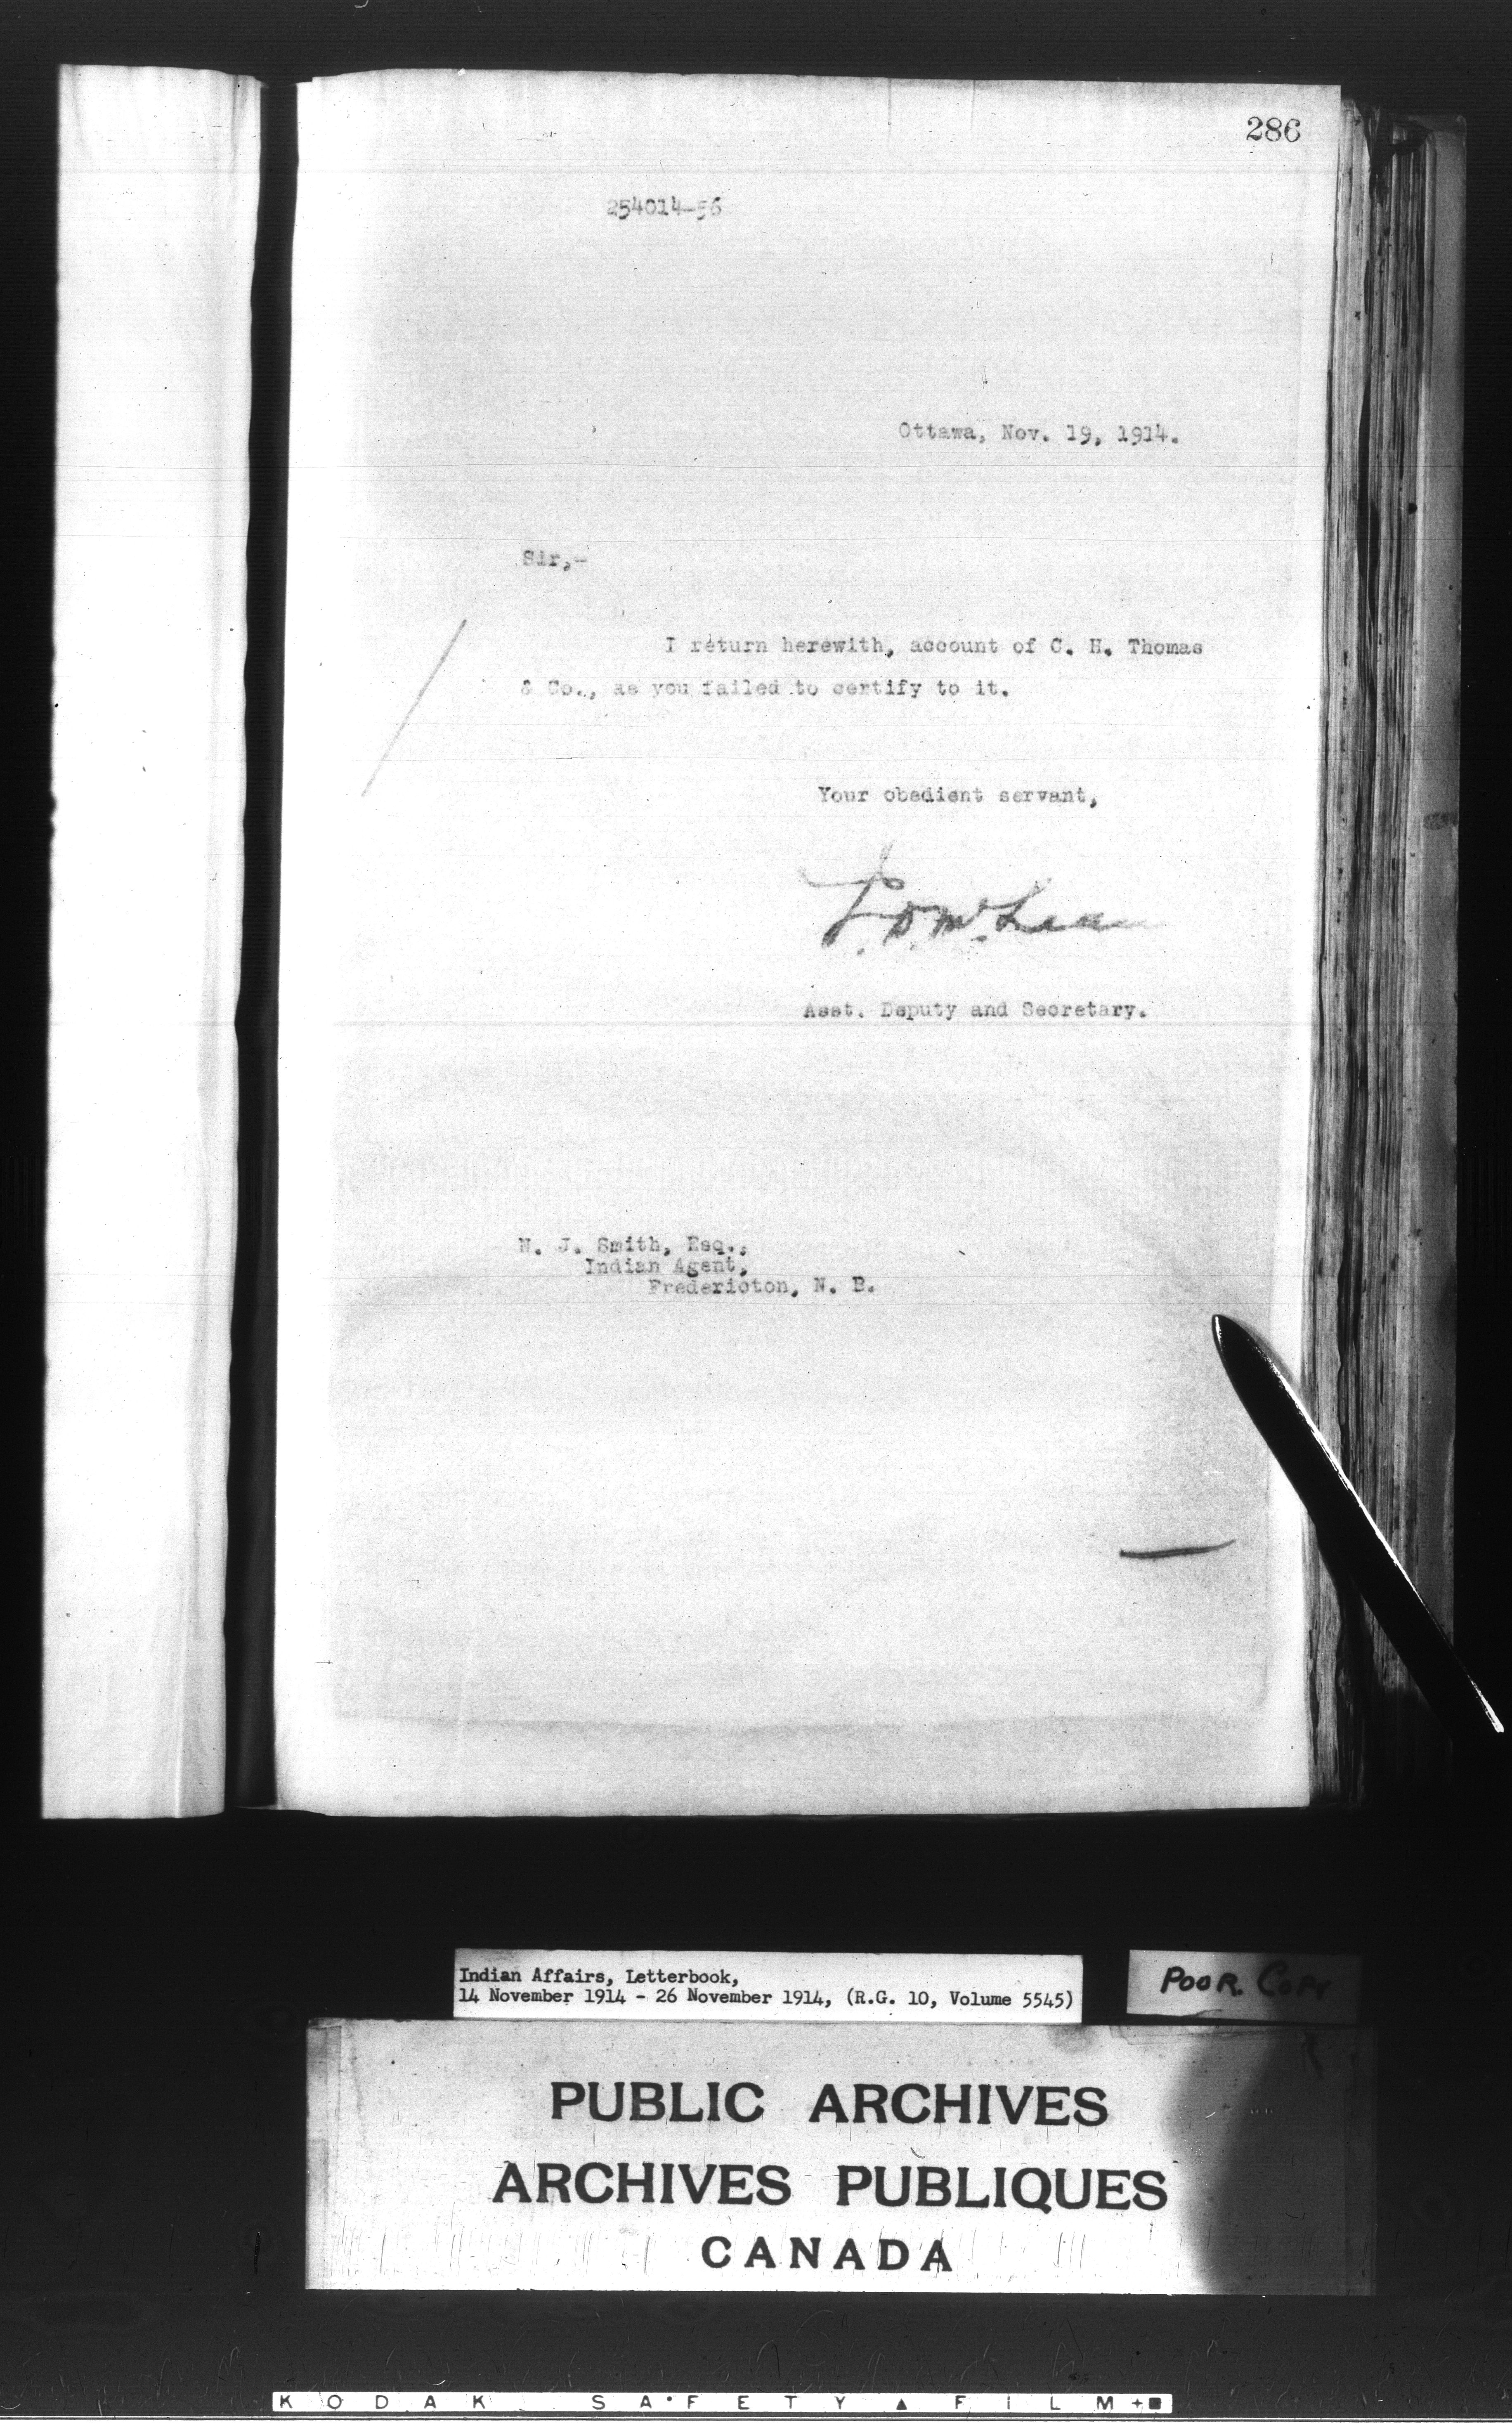 286
254014-56
Ottawa, Nov. 19, 1914.
Sir,-
I return herewith, account of C. H. Thomas
& Co., as you failed to certify to it.
Your obedient servant,
J. D. McLean
Asst. Deputy and Secretary.
N. J. Smith, Esq.,
Indian Agent,
Fredericton, N. B.
Indian Affairs, Letterbook,
14 November 1914 - 26 November 1914, (R.G. 10, Volume 5545)
POOR COPY
PUBLIC ARCHIVES
ARCHIVES PUBLIQUES
CANADA
KODAK SAFETY ▲ FILM